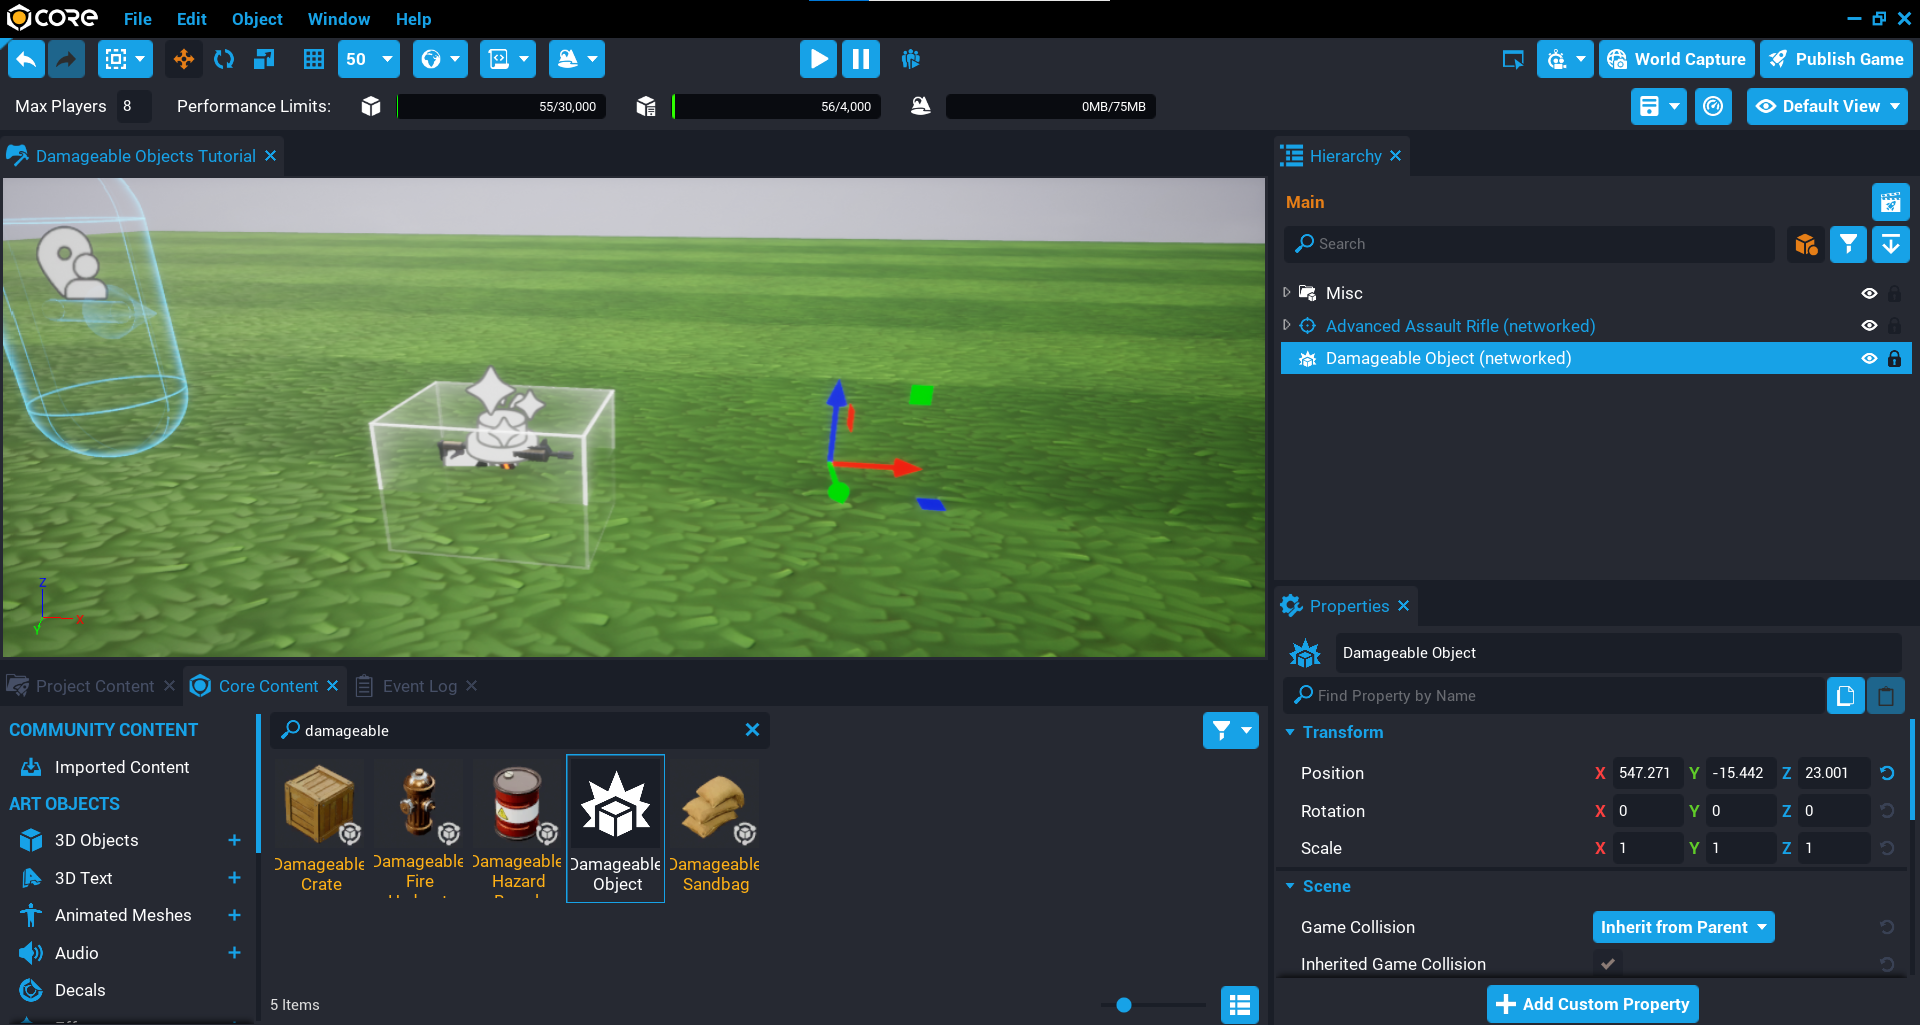 CORE
File Edit Object Window Help
50 World Capture Publish Game
Max Players 8 Performance Limits: 55/30,000 56/4,000 0MB/75MB Default View
Damageable Objects Tutorial
Hierarchy
Main
Search
Misc
Advanced Assault Rifle (networked)
Damageable Object (networked)
Z
X
Y
Properties
Damageable Object
Find Property by Name
Transform
Position X 547.271 Y -15.442 Z 23.001
Rotation X 0 Y 0 Z 0
Scale X 1 Y 1 Z 1
Scene
Game Collision Inherit from Parent
Inherited Game Collision
Add Custom Property
Project Content Core Content Event Log
COMMUNITY CONTENT
Imported Content
ART OBJECTS
3D Objects
3D Text
Animated Meshes
Audio
Decals
damageable
Damageable Crate
Damageable Fire
Damageable Hazard
Damageable Object
Damageable Sandbag
5 Items